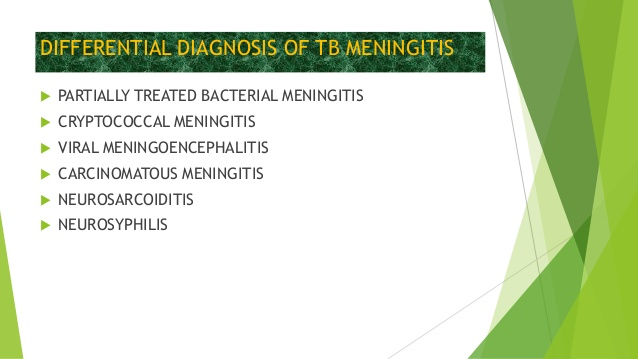 DIFFERENTIAL DIAGNOSIS OF TB MENINGITIS
PARTIALLY TREATED BACTERIAL MENINGITIS
CRYPTOCOCCAL MENINGITIS
VIRAL MENINGOENCEPHALITIS
CARCINOMATOUS MENINGITIS
NEUROSARCOIDITIS
NEUROSYPHILIS